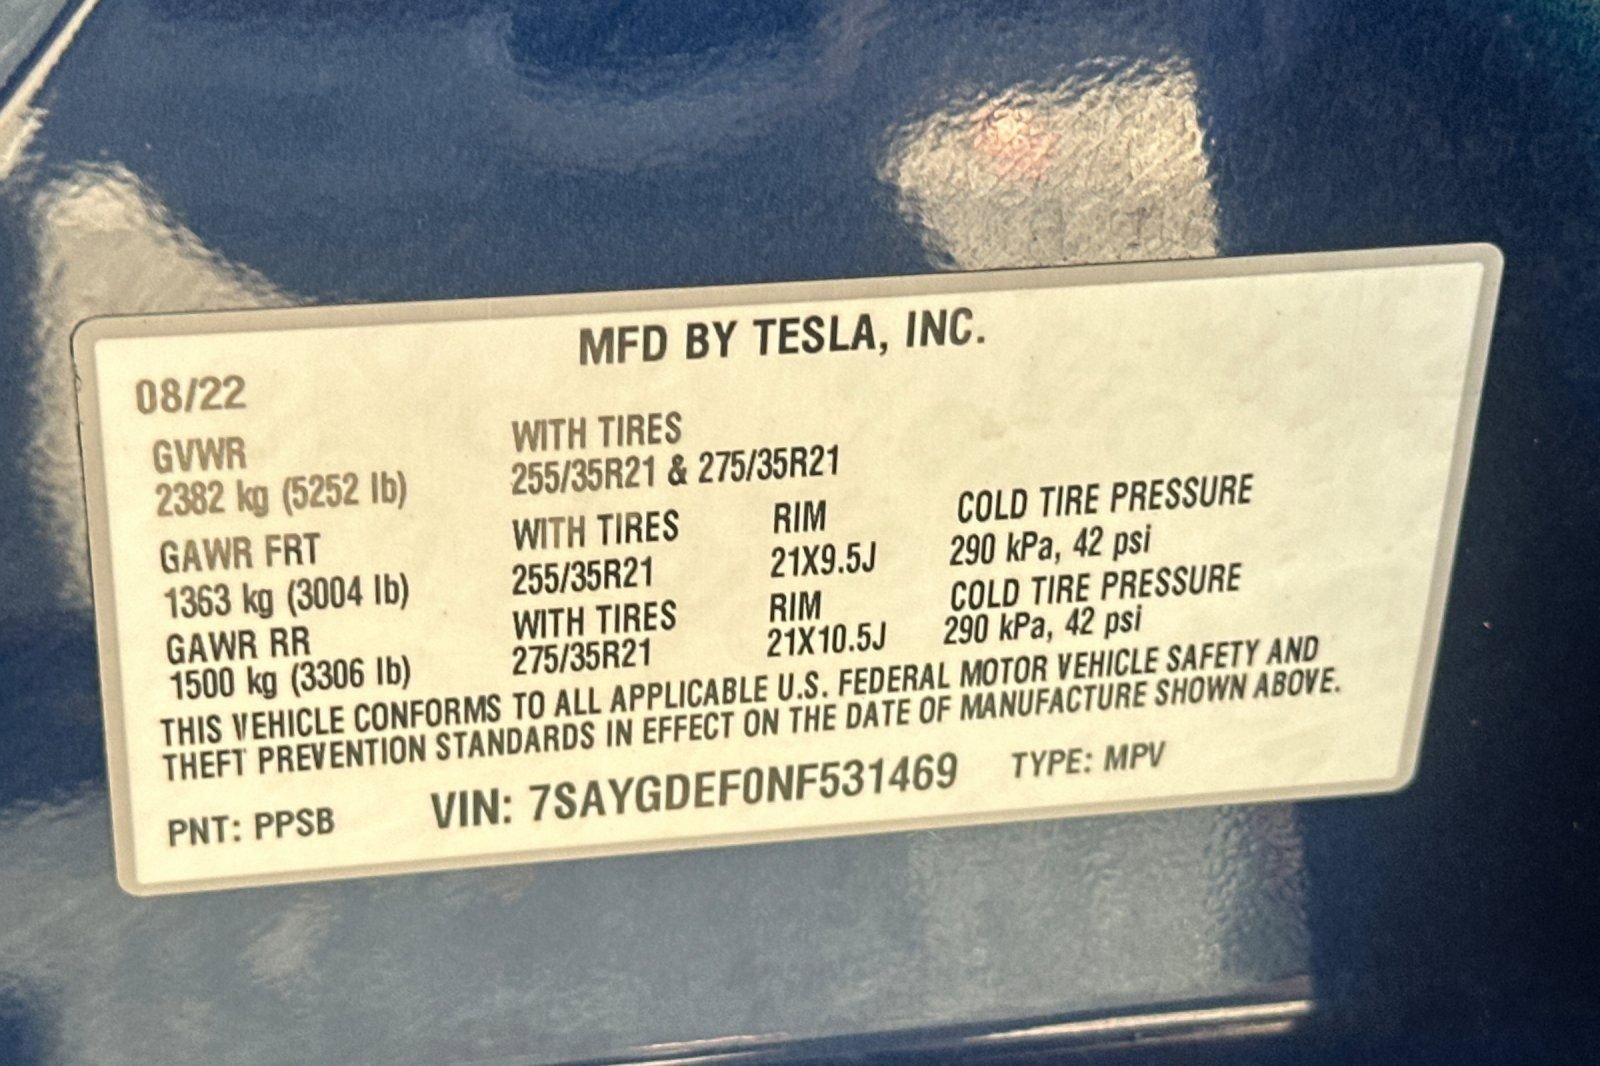 MFD BY TESLA, INC.
08/22
GVWR WITH TIRES
2382 kg (5252 lb) 255/35R21 & 275/35R21
GAWR FRT WITH TIRES RIM COLD TIRE PRESSURE
1363 kg (3004 lb) 255/35R21 21X9.5J 290 kPa, 42 psi
GAWR RR WITH TIRES RIM COLD TIRE PRESSURE
1500 kg (3306 lb) 275/35R21 21X10.5J 290 kPa, 42 psi
THIS VEHICLE CONFORMS TO ALL APPLICABLE U.S. FEDERAL MOTOR VEHICLE SAFETY AND
THEFT PREVENTION STANDARDS IN EFFECT ON THE DATE OF MANUFACTURE SHOWN ABOVE.
PNT: PPSB VIN: 7SAYGDEF0NF531469 TYPE: MPV